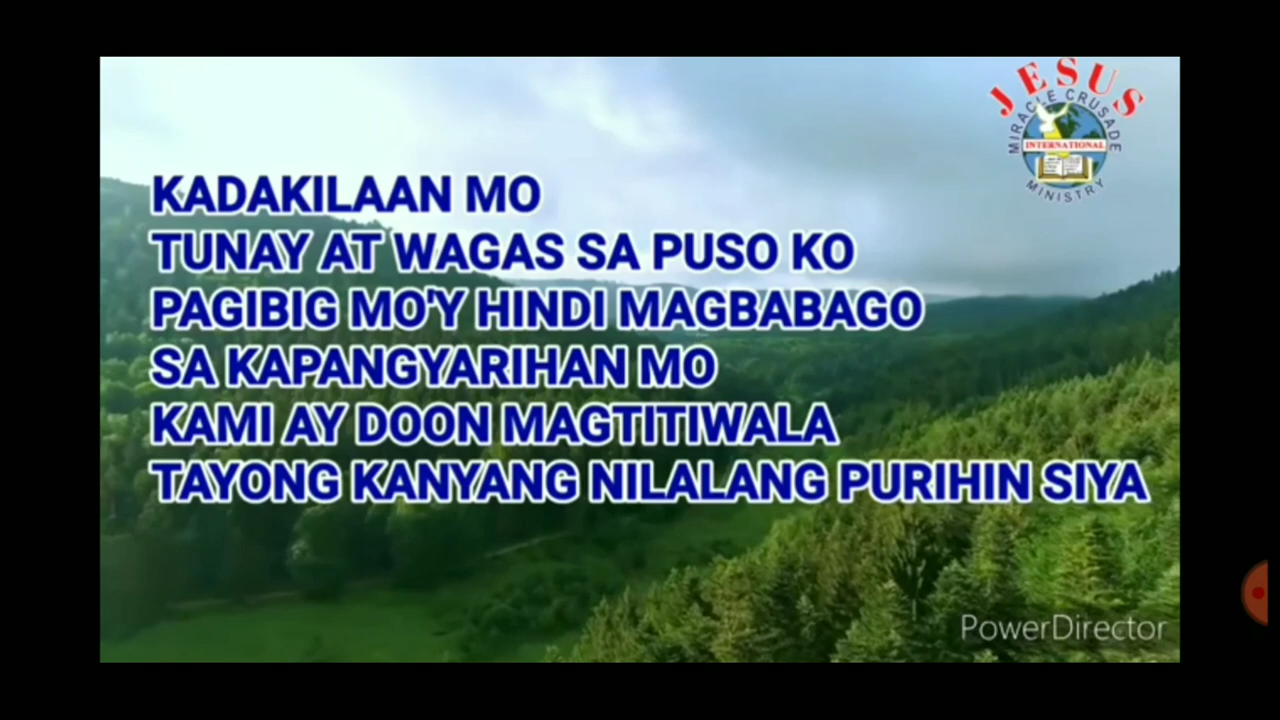 JESUS
MIRACLE CRUSADE
INTERNATIONAL
MINISTRY
KADAKILAAN MO
TUNAY AT WAGAS SA PUSO KO
PAGIBIG MO'Y HINDI MAGBABAGO
SA KAPANGYARIHAN MO
KAMI AY DOON MAGTITIWALA
TAYONG KANYANG NILALANG PURIHIN SIYA
PowerDirector